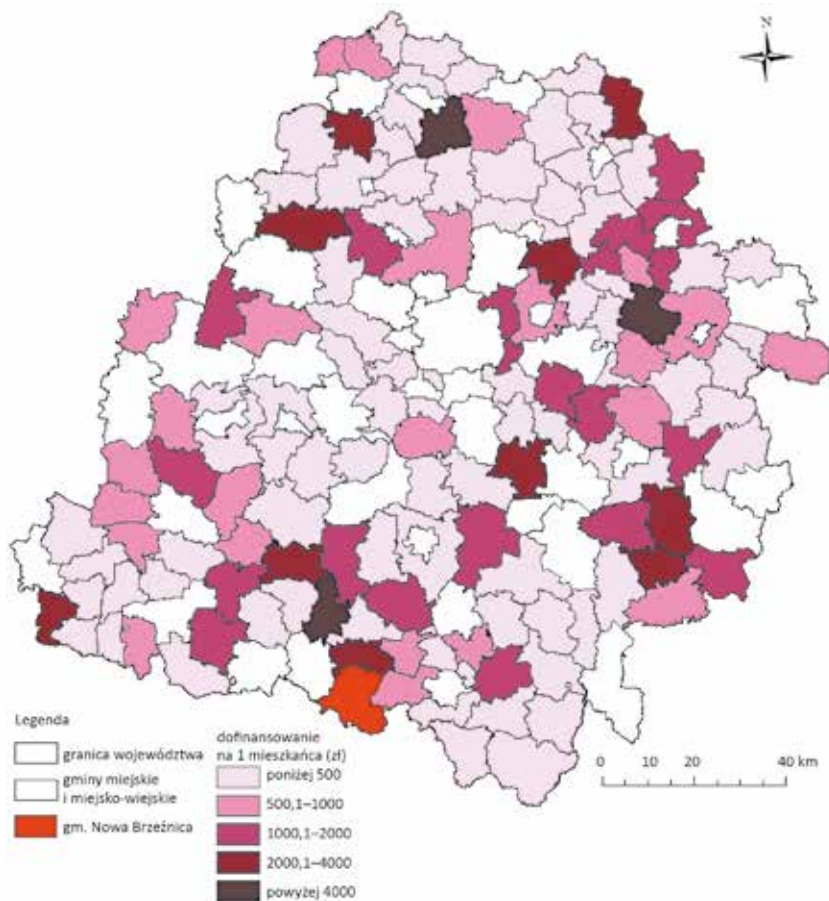 N
Legenda
granica województwa
gminy miejskie
i miejsko-wiejskie
gm. Nowa Brzeźnica
dofinansowanie
na 1 mieszkańca (zł)
poniżej 500
500,1–1000
1000,1–2000
2000,1–4000
powyżej 4000
0 10 20 40 km